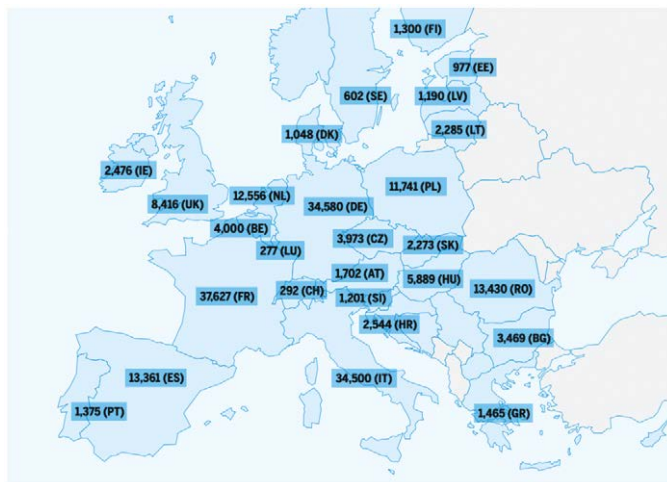 1,300 (FI)
977 (EE)
602 (SE)
1,190 (LV)
1,048 (DK)
2,285 (LT)
2,476 (IE)
11,741 (PL)
12,556 (NL)
8,416 (UK)
34,580 (DE)
4,000 (BE)
3,973 (CZ)
2,273 (SK)
277 (LU)
1,702 (AT)
5,889 (HU)
292 (CH)
13,430 (RO)
37,627 (FR)
1,201 (SI)
2,544 (HR)
3,469 (BG)
13,361 (ES)
34,500 (IT)
1,375 (PT)
1,465 (GR)